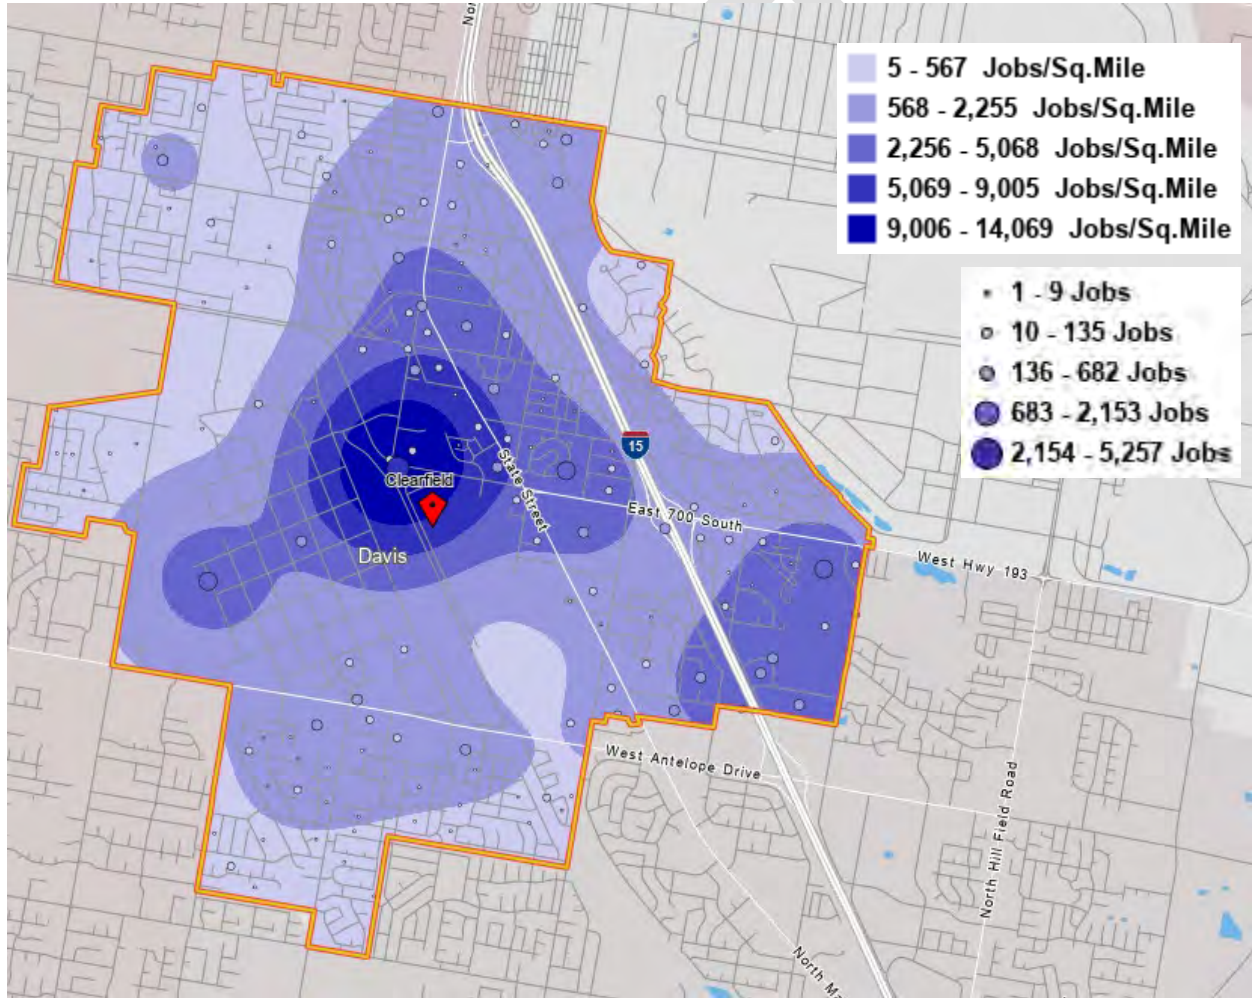 Nor
5 - 567 Jobs/Sq.Mile
568 - 2,255 Jobs/Sq.Mile
2,256 - 5,068 Jobs/Sq.Mile
5,069 - 9,005 Jobs/Sq.Mile
9,006 - 14,069 Jobs/Sq.Mile
1 - 9 Jobs
10 - 135 Jobs
136 - 682 Jobs
683 - 2,153 Jobs
2,154 - 5,257 Jobs
15
Clearfield
State Street
East 700 South
Davis
West Hwy 193
West Antelope Drive
North Hill Field Road
North Ma